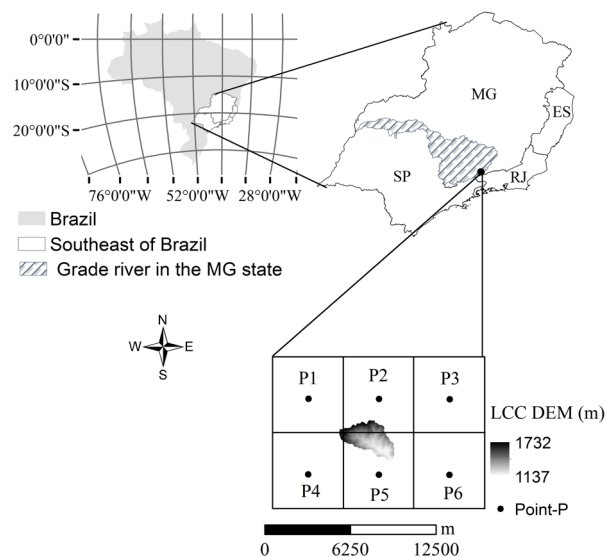 0°0'0"
10°0'0"S
20°0'0"S
76°0'0"W
52°0'0"W
28°0'0"W
MG
ES
SP
RJ
Brazil
Southeast of Brazil
Grade river in the MG state
N
W
E
S
P1
P2
P3
P4
P5
P6
LCC DEM (m)
1732
1137
Point-P
m
0
6250
12500